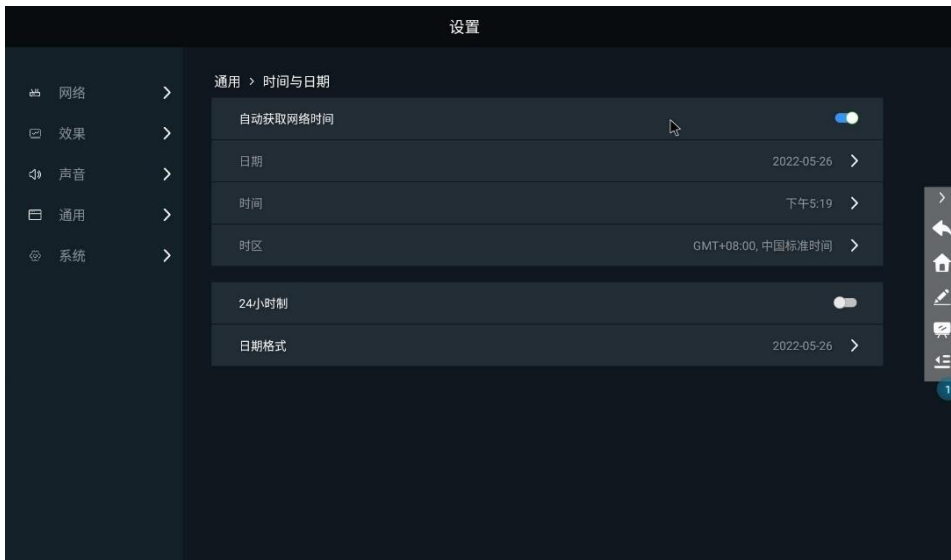 设置
网络
效果
声音
通用
系统
通用 > 时间与日期
自动获取网络时间
日期 2022-05-26
时间 下午5:19
时区 GMT+08:00, 中国标准时间
24小时制
日期格式 2022-05-26
1